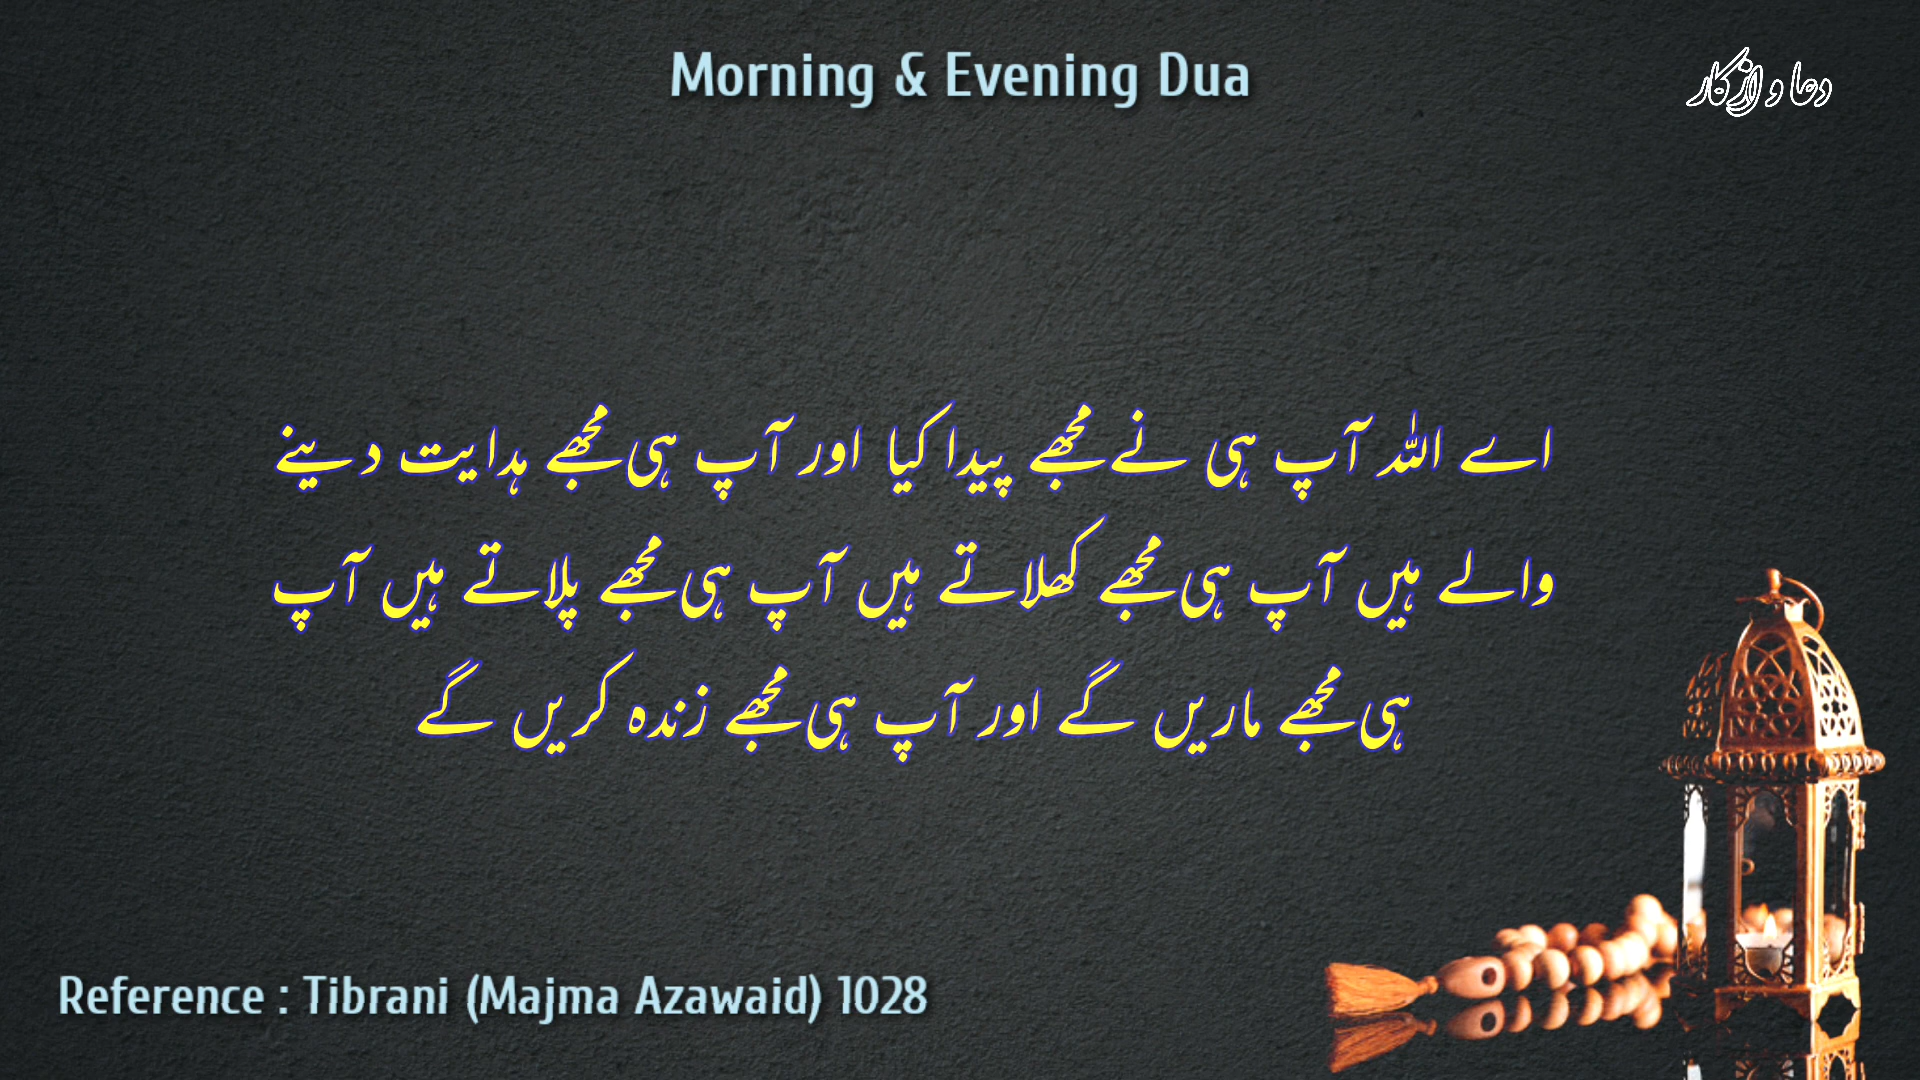 Morning & Evening Dua
دعا و ازکار
اے اللہ آپ ہی نے مجھے پیدا کیا اور آپ ہی مجھے ہدایت دینے
والے ہیں آپ ہی مجھے کھلاتے ہیں آپ ہی مجھے پلاتے ہیں آپ
ہی مجھے ماریں گے اور آپ ہی مجھے زندہ کریں گے
Reference : Tibrani (Majma Azawaid) 1028